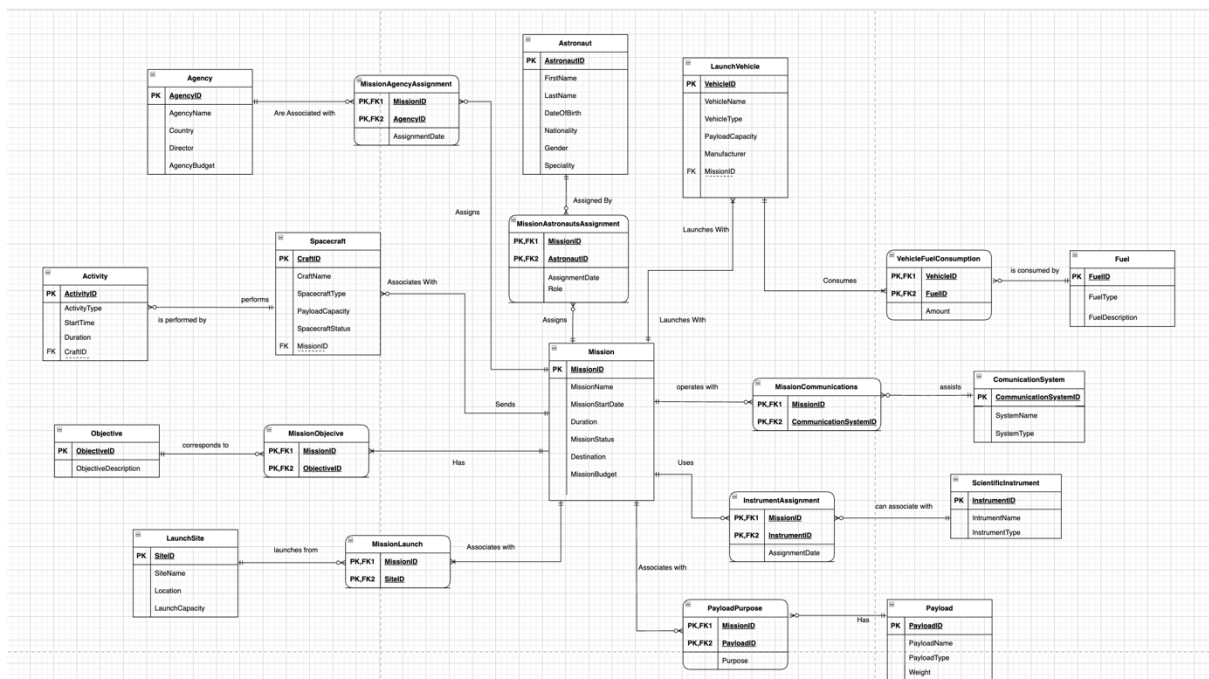 Agency
PK AgencyID
AgencyName
Country
Director
AgencyBudget
Are Associated with
MissionAgencyAssignment
PK,FK1 MissionID
PK,FK2 AgencyID
AssignmentDate
Assigns
Astronaut
PK AstronautID
FirstName
LastName
DateOfBirth
Nationality
Gender
Speciality
Assigned By
MissionAstronautsAssignment
PK,FK1 MissionID
PK,FK2 AstronautID
AssignmentDate
Role
Assigns
LaunchVehicle
PK VehicleID
VehicleName
VehicleType
PayloadCapacity
Manufacturer
FK MissionID
Launches With
Launches With
Consumes
VehicleFuelConsumption
PK,FK1 VehicleID
PK,FK2 FuelID
Amount
is consumed by
Fuel
PK FuelID
FuelType
FuelDescription
Activity
PK ActivityID
ActivityType
StartTime
Duration
FK CraftID
performs
is performed by
Spacecraft
PK CraftID
CraftName
SpacecraftType
PayloadCapacity
SpacecraftStatus
FK MissionID
Associates With
Sends
Mission
PK MissionID
MissionName
MissionStartDate
Duration
MissionStatus
Destination
MissionBudget
operates with
MissionCommunications
PK,FK1 MissionID
PK,FK2 CommunicationSystemID
assists
ComunicationSystem
PK CommunicationSystemID
SystemName
SystemType
Objective
PK ObjectiveID
ObjectiveDescription
corresponds to
MissionObjecive
PK,FK1 MissionID
PK,FK2 ObjectiveID
Has
Uses
InstrumentAssignment
PK,FK1 MissionID
PK,FK2 InstrumentID
AssignmentDate
can associate with
ScientificInstrument
PK InstrumentID
IntrumentName
InstrumentType
LaunchSite
PK SiteID
SiteName
Location
LaunchCapacity
launches from
MissionLaunch
PK,FK1 MissionID
PK,FK2 SiteID
Associates with
Associates with
PayloadPurpose
PK,FK1 MissionID
PK,FK2 PayloadID
Purpose
Has
Payload
PK PayloadID
PayloadName
PayloadType
Weight